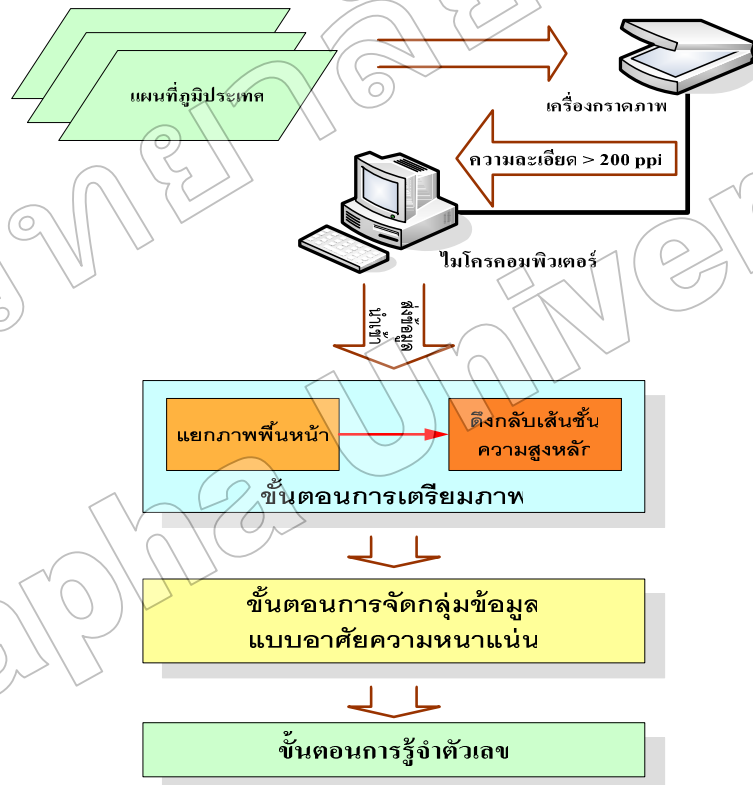 แผนที่ภูมิประเทศ
เครื่องกราดภาพ
ความละเอียด > 200 ppi
ไมโครคอมพิวเตอร์
ส่งข้อมูล
นำเข้า
แยกภาพพื้นหน้า
ดึงกลับเส้นชั้น
ความสูงหลัก
ขั้นตอนการเตรียมภาพ
ขั้นตอนการจัดกลุ่มข้อมูล
แบบอาศัยความหนาแน่น
ขั้นตอนการรู้จำตัวเลข